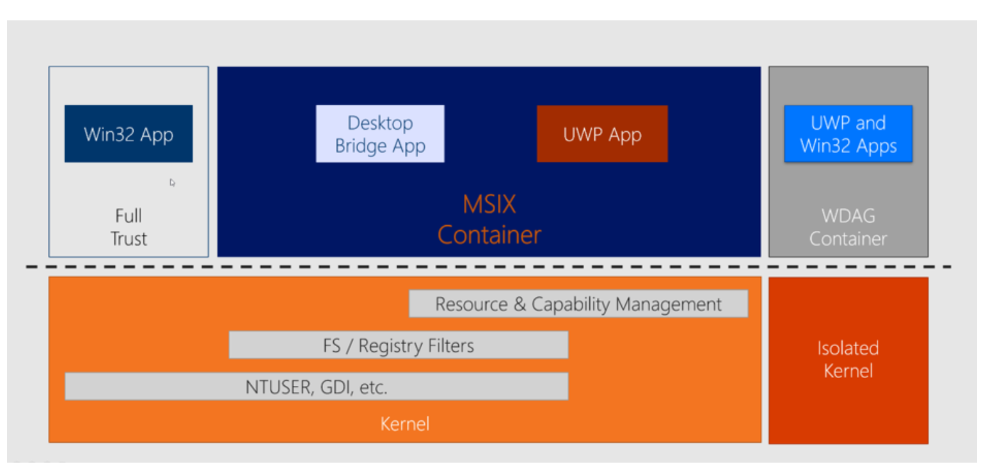 Win32 App
Full
Trust
Desktop
Bridge App
UWP App
MSIX
Container
UWP and
Win32 Apps
WDAG
Container
Resource & Capability Management
FS / Registry Filters
NTUSER, GDI, etc.
Kernel
Isolated
Kernel